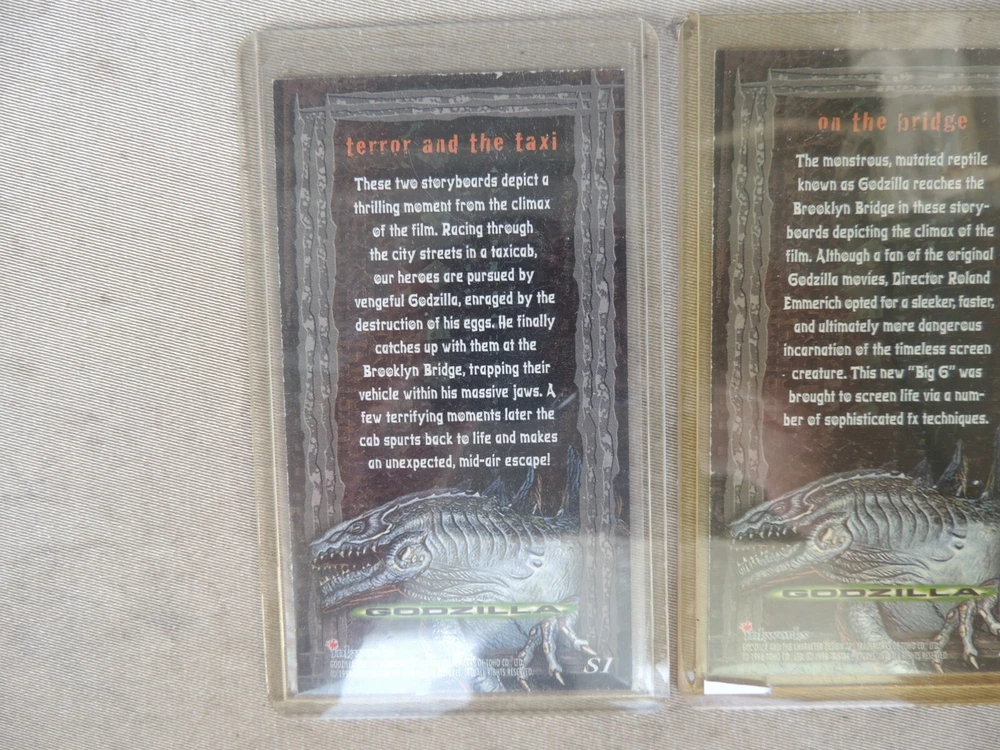 terror and the taxi
These two storyboards depict a
thrilling moment from the climax
of the film. Racing through
the city streets in a taxicab,
our heroes are pursued by
vengeful Godzilla, enraged by the
destruction of his eggs. He finally
catches up with them at the
Brooklyn Bridge, trapping their
vehicle within his massive jaws. A
few terrifying moments later the
cab spurts back to life and makes
an unexpected, mid-air escape!
GODZILLA
inkworks
OF TOHO CO., LTD.
RIGHTS RESERVED.
S1
on the bridge
The monstrous, mutated reptile
known as Godzilla reaches the
Brooklyn Bridge in these story-
boards depicting the climax of the
film. Although a fan of the original
Godzilla movies, Director Roland
Emmerich opted for a sleeker, faster,
and ultimately more dangerous
incarnation of the timeless screen
creature. This new "Big G" was
brought to screen life via a num-
ber of sophisticated fx techniques.
GODZILLA
inkworks